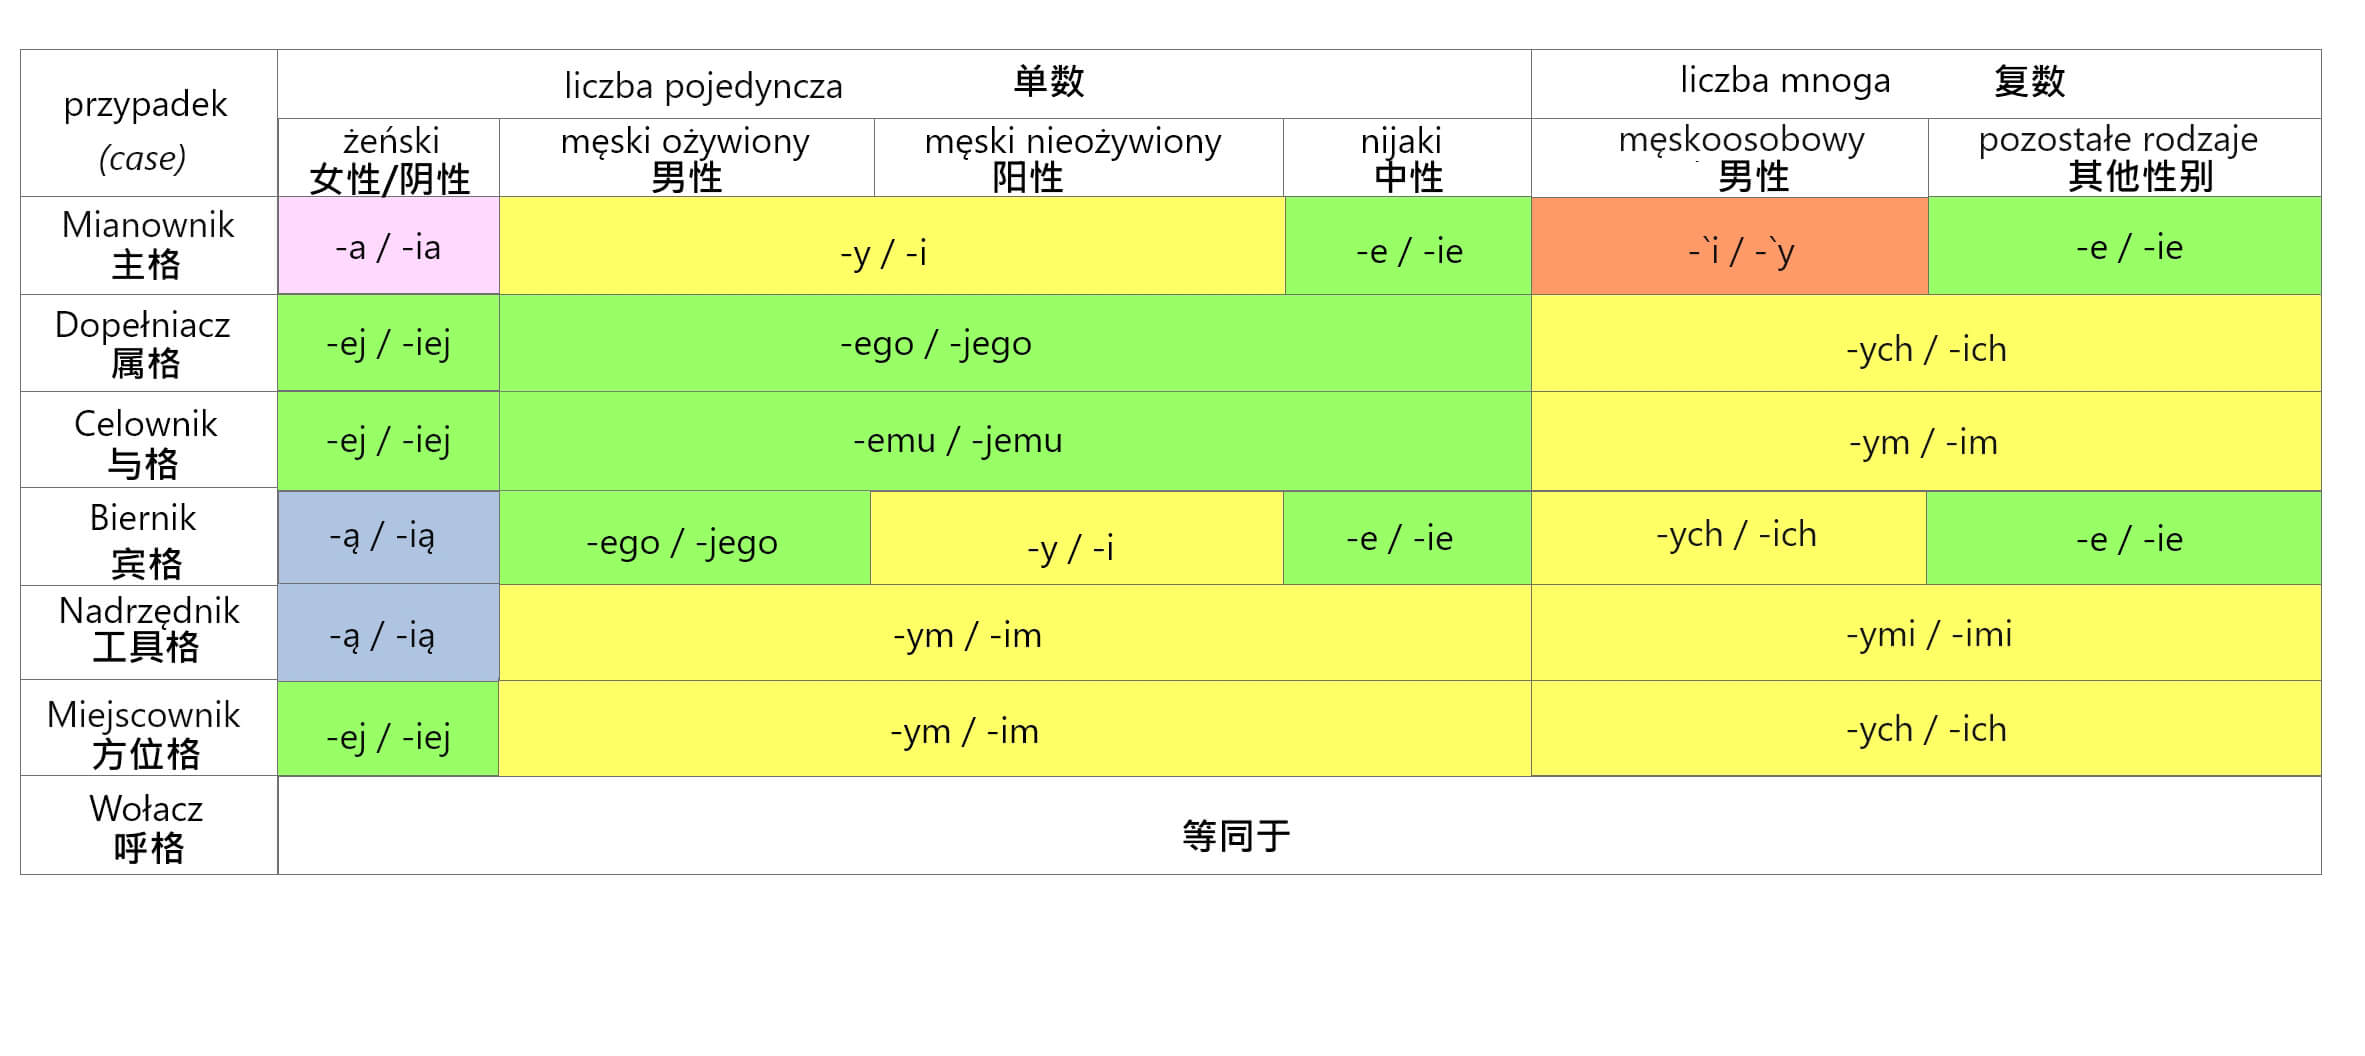 przypadek
(case)
liczba pojedyncza 单数
liczba mnoga 复数
żeński
女性/阴性
męski ożywiony
男性
męski nieożywiony
阳性
nijaki
中性
męskoosobowy
男性
pozostałe rodzaje
其他性别
Mianownik
主格
-a / -ia
-y / -i
-e / -ie
-`i / -`y
-e / -ie
Dopełniacz
属格
-ej / -iej
-ego / -jego
-ych / -ich
Celownik
与格
-ej / -iej
-emu / -jemu
-ym / -im
Biernik
宾格
-ą / -ią
-ego / -jego
-y / -i
-e / -ie
-ych / -ich
-e / -ie
Nadrzędnik
工具格
-ą / -ią
-ym / -im
-ymi / -imi
Miejscownik
方位格
-ej / -iej
-ym / -im
-ych / -ich
Wołacz
呼格
等同于